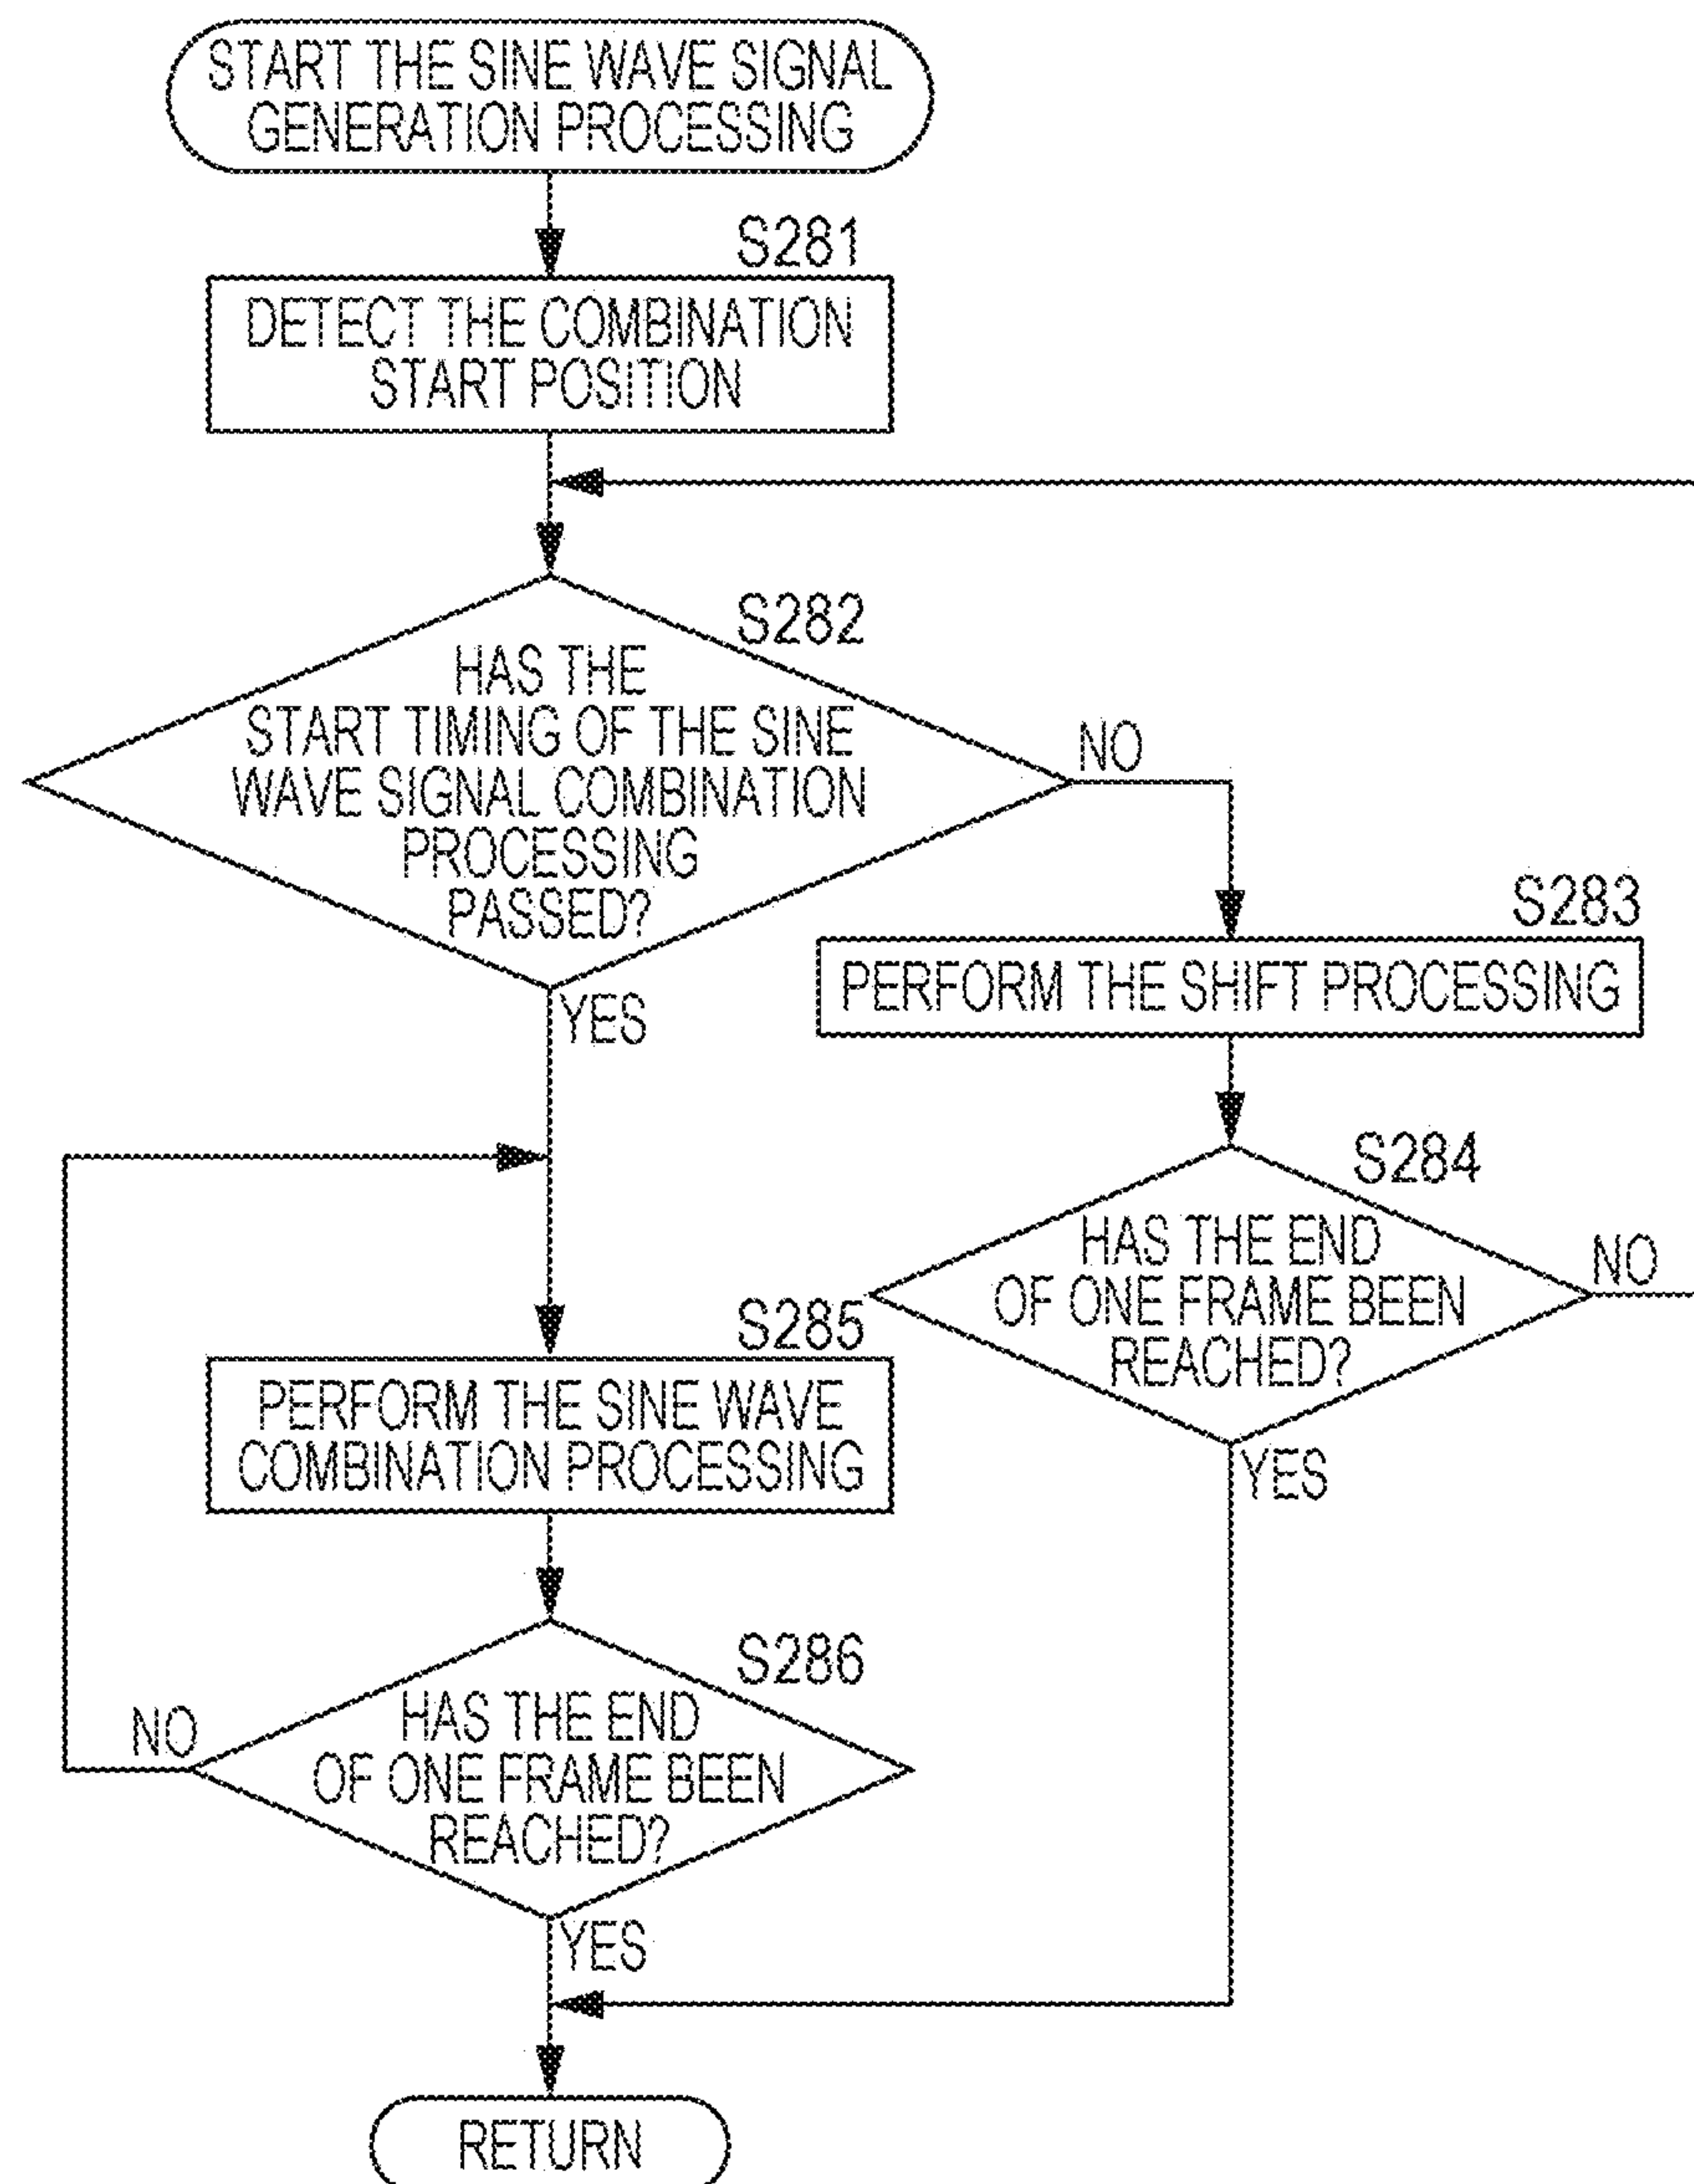 START THE SINE WAVE SIGNAL
GENERATION PROCESSING
S281
DETECT THE COMBINATION
START POSITION
S282
HAS THE
START TIMING OF THE SINE
WAVE SIGNAL COMBINATION
PROCESSING
PASSED?
NO
YES
S283
PERFORM THE SHIFT PROCESSING
S284
HAS THE END
OF ONE FRAME BEEN
REACHED?
NO
YES
S285
PERFORM THE SINE WAVE
COMBINATION PROCESSING
S286
HAS THE END
OF ONE FRAME BEEN
REACHED?
NO
YES
RETURN